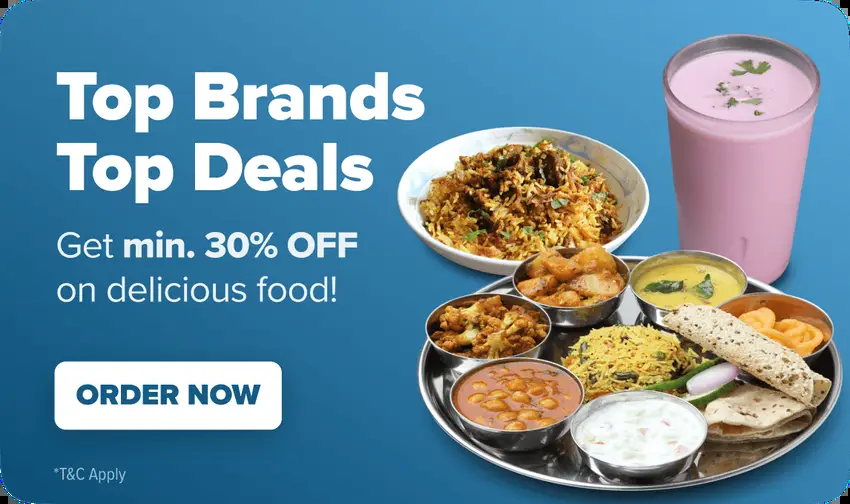 Top Brands
Top Deals
Get min. 30% OFF
on delicious food!
ORDER NOW
*T&C Apply